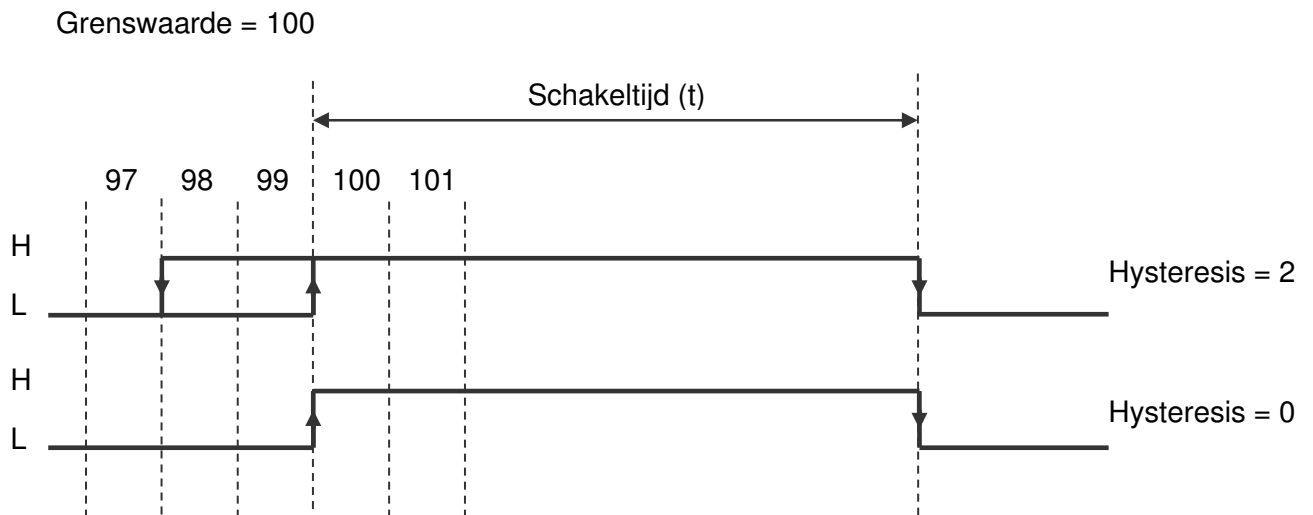 Grenswaarde = 100
Schakeltijd (t)
97 98 99 100 101
H
Hysteresis = 2
L
H
Hysteresis = 0
L